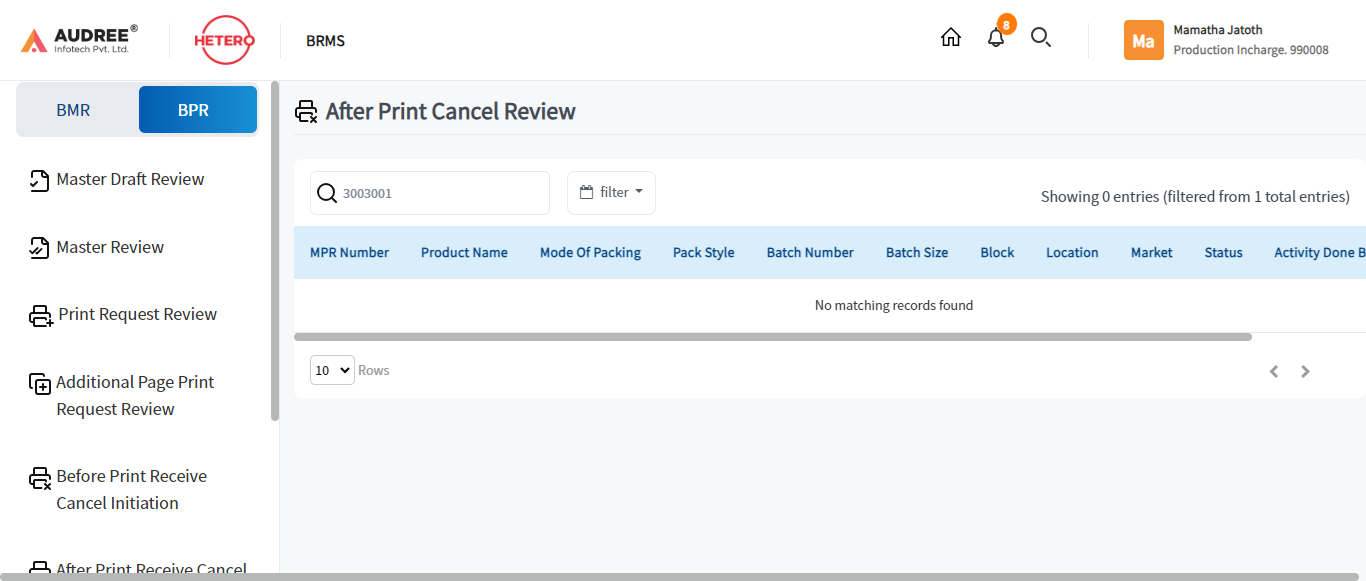 AUDREE®
Infotech Pvt. Ltd.
HETERO
BRMS
8
Ma
Mamatha Jatoth
Production Incharge. 990008
BMR
BPR
Master Draft Review
Master Review
Print Request Review
Additional Page Print
Request Review
Before Print Receive
Cancel Initiation
After Print Receive Cancel
After Print Cancel Review
3003001
filter
Showing 0 entries (filtered from 1 total entries)
MPR Number Product Name Mode Of Packing Pack Style Batch Number Batch Size Block Location Market Status Activity Done B
No matching records found
10 Rows